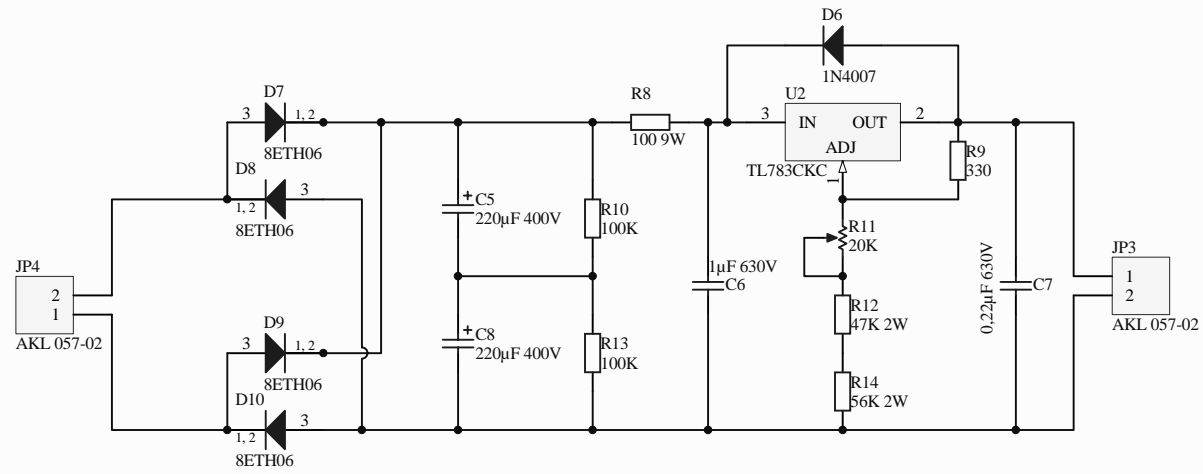 D6
1N4007
D7
3
1, 2
8ETH06
D8
3
1, 2
8ETH06
R8
100 9W
U2
3
IN
OUT
2
ADJ
TL783CKC
1
R9
330
C5
220µF 400V
R10
100K
R11
20K
JP4
2
1
AKL 057-02
1µF 630V
C6
0,22µF 630V
C7
JP3
1
2
AKL 057-02
D9
3
1, 2
8ETH06
C8
220µF 400V
R13
100K
R12
47K 2W
D10
3
1, 2
8ETH06
R14
56K 2W